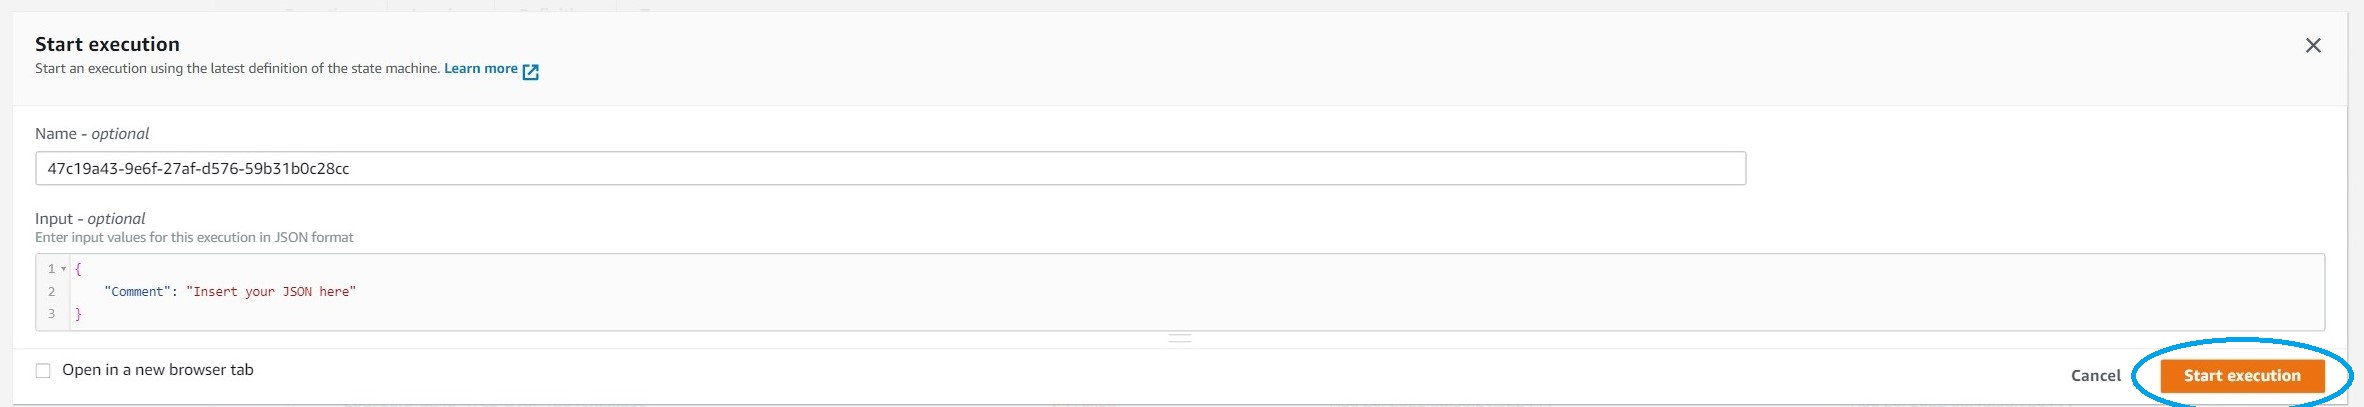 Start execution
Start an execution using the latest definition of the state machine. Learn more
Name - optional
47c19a43-9e6f-27af-d576-59b31b0c28cc
Input - optional
Enter input values for this execution in JSON format
1 {
2 "Comment": "Insert your JSON here"
3 }
Open in a new browser tab
Cancel Start execution